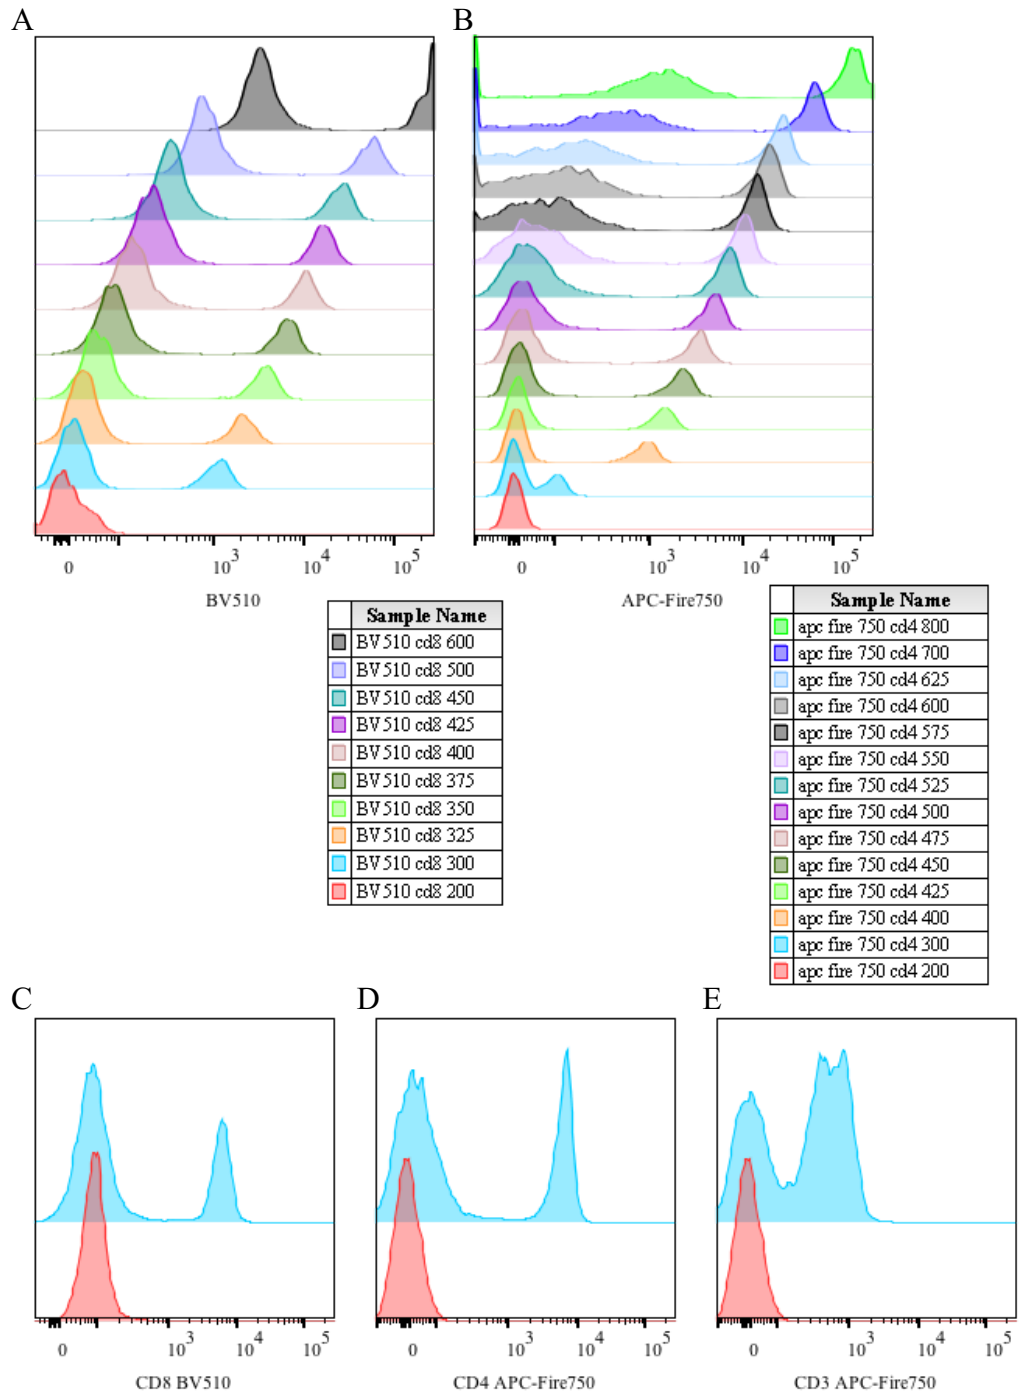 A
B
0 10^3 10^4 10^5
BV510
0 10^3 10^4 10^5
APC-Fire750
Sample Name
BV510 cd8 600
BV510 cd8 500
BV510 cd8 450
BV510 cd8 425
BV510 cd8 400
BV510 cd8 375
BV510 cd8 350
BV510 cd8 325
BV510 cd8 300
BV510 cd8 200
Sample Name
apc fire 750 cd4 800
apc fire 750 cd4 700
apc fire 750 cd4 625
apc fire 750 cd4 600
apc fire 750 cd4 575
apc fire 750 cd4 550
apc fire 750 cd4 525
apc fire 750 cd4 500
apc fire 750 cd4 475
apc fire 750 cd4 450
apc fire 750 cd4 425
apc fire 750 cd4 400
apc fire 750 cd4 300
apc fire 750 cd4 200
C
D
E
0 10^3 10^4 10^5
CD8 BV510
0 10^3 10^4 10^5
CD4 APC-Fire750
0 10^3 10^4 10^5
CD3 APC-Fire750